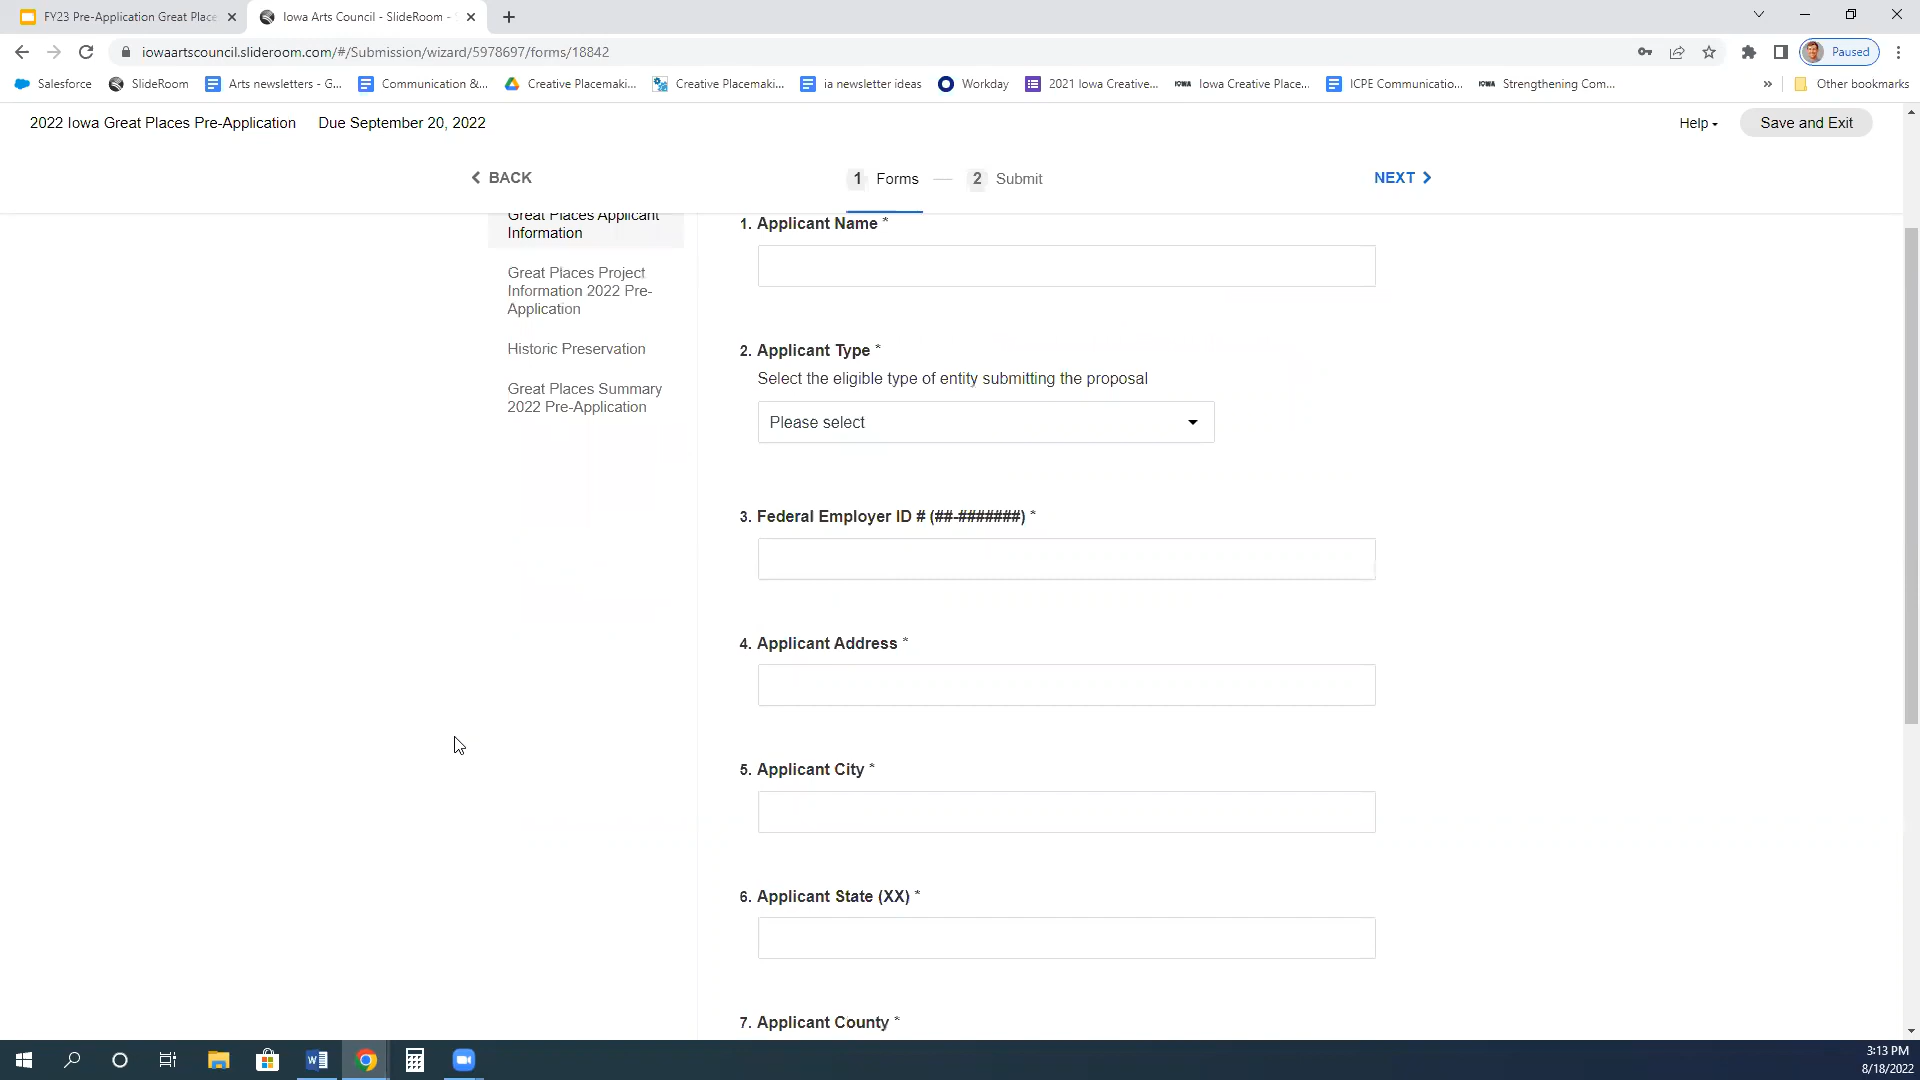 FY23 Pre-Application Great Place
Iowa Arts Council - SlideRoom -
iowaartscouncil.slideroom.com/#/Submission/wizard/5978697/forms/18842
Paused
Salesforce
SlideRoom
Arts newsletters - G...
Communication &...
Creative Placemaki...
Creative Placemaki...
ia newsletter ideas
Workday
2021 Iowa Creative...
Iowa Creative Place...
ICPE Communicatio...
Strengthening Com...
»
Other bookmarks
2022 Iowa Great Places Pre-Application
Due September 20, 2022
Help
Save and Exit
BACK
1 Forms
2 Submit
NEXT
Great Places Applicant
Information
Great Places Project
Information 2022 Pre-
Application
Historic Preservation
Great Places Summary
2022 Pre-Application
1. Applicant Name *
2. Applicant Type *
Select the eligible type of entity submitting the proposal
Please select
3. Federal Employer ID # (##-#######) *
4. Applicant Address *
5. Applicant City *
6. Applicant State (XX) *
7. Applicant County *
3:13 PM
8/18/2022